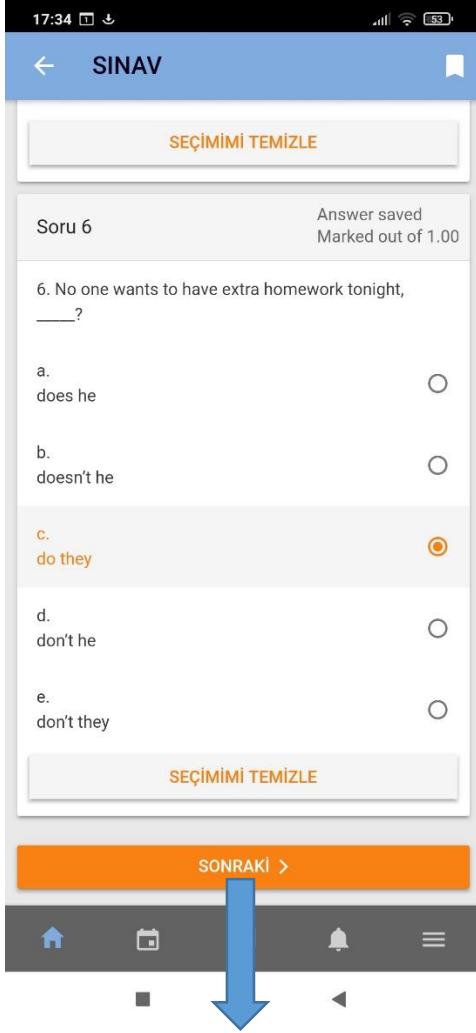 17:34
53
SINAV
SEÇİMİMİ TEMİZLE
Soru 6
Answer saved
Marked out of 1.00
6. No one wants to have extra homework tonight,
_____?
a.
does he
b.
doesn't he
c.
do they
d.
don't he
e.
don't they
SEÇİMİMİ TEMİZLE
SONRAKİ